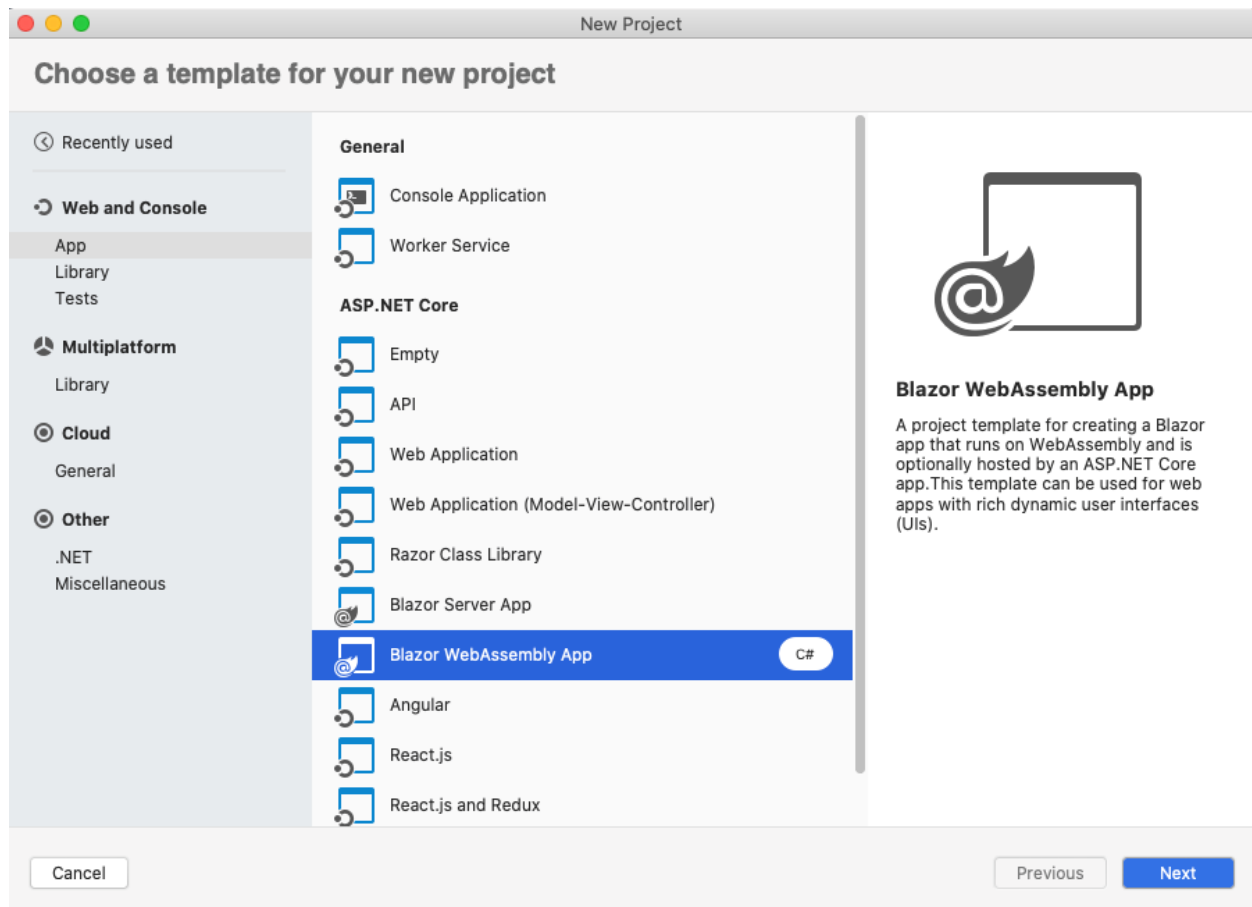 New Project
Choose a template for your new project
Recently used
Web and Console
App
Library
Tests
Multiplatform
Library
Cloud
General
Other
.NET
Miscellaneous
General
Console Application
Worker Service
ASP.NET Core
Empty
API
Web Application
Web Application (Model-View-Controller)
Razor Class Library
Blazor Server App
Blazor WebAssembly App
C#
Angular
React.js
React.js and Redux
Blazor WebAssembly App
A project template for creating a Blazor
app that runs on WebAssembly and is
optionally hosted by an ASP.NET Core
app.This template can be used for web
apps with rich dynamic user interfaces
(UIs).
Cancel
Previous
Next